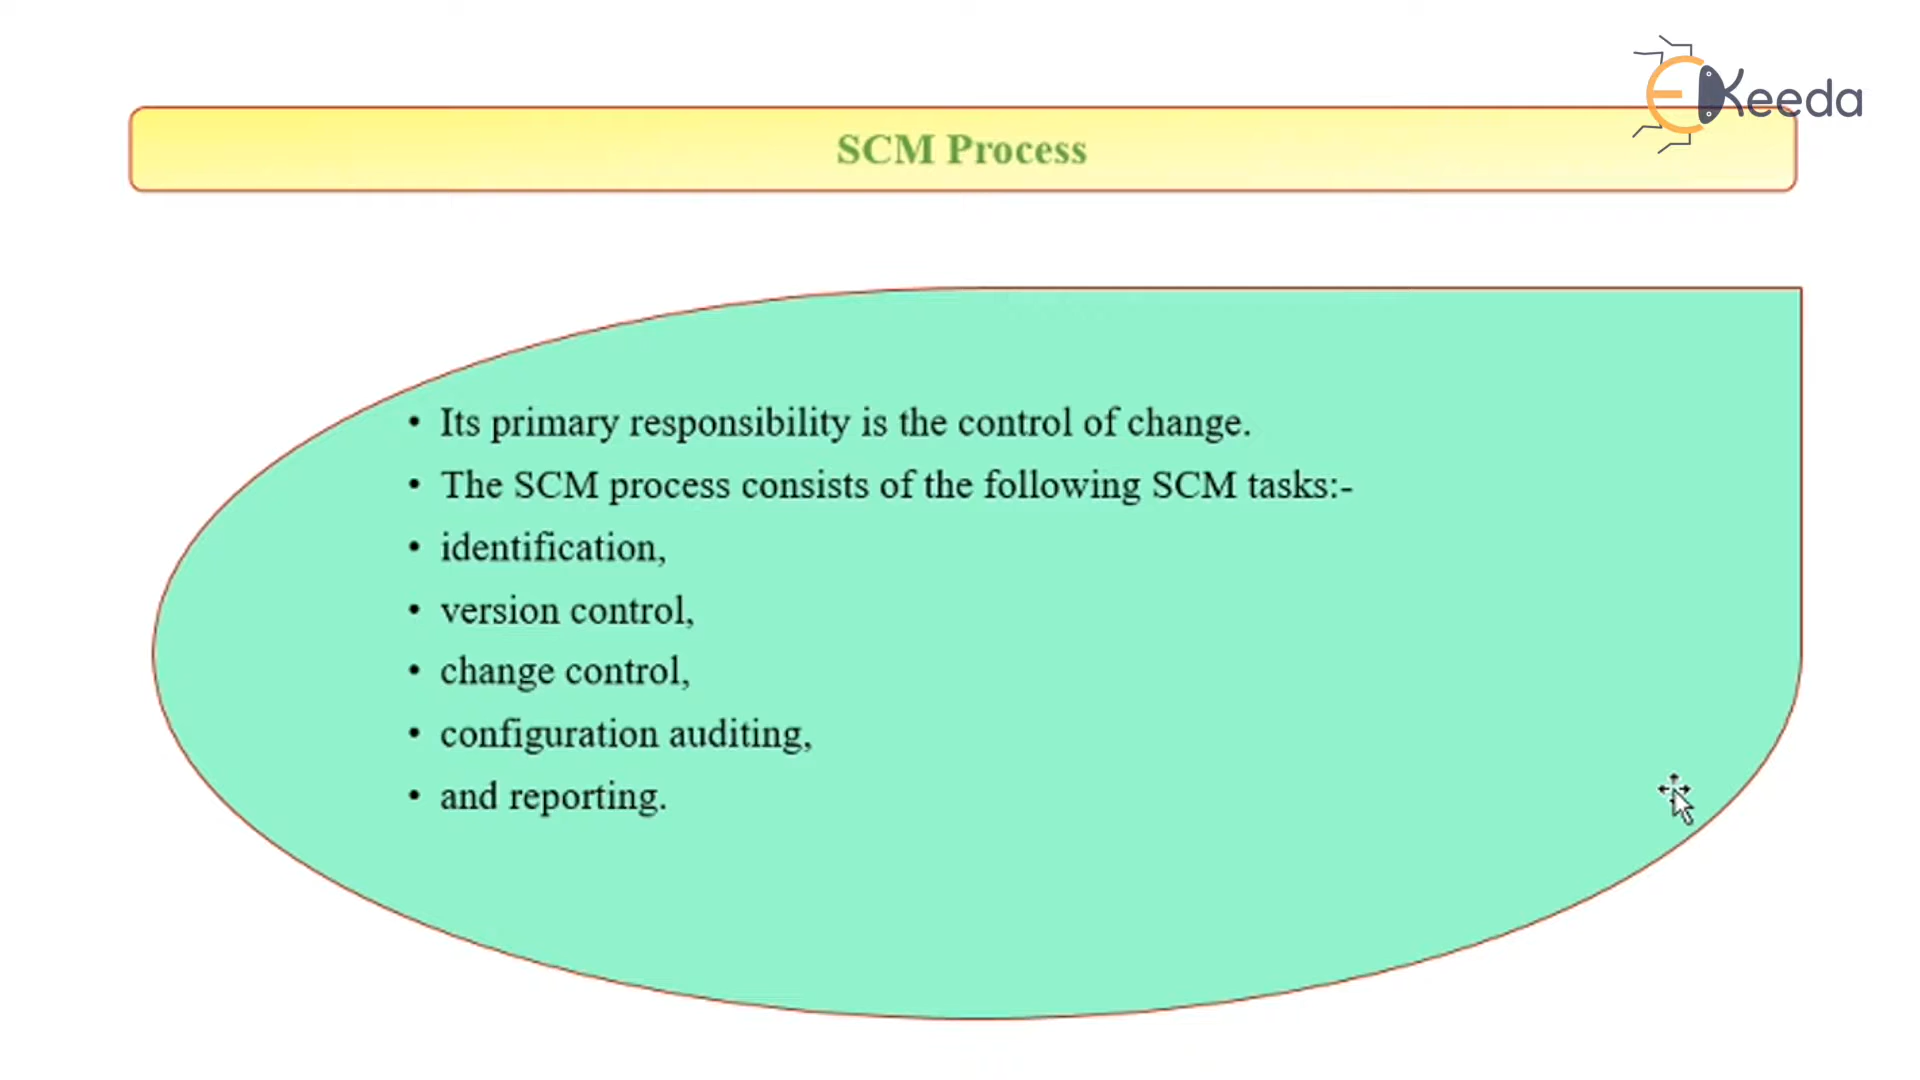 EKeeda
SCM Process
• Its primary responsibility is the control of change.
• The SCM process consists of the following SCM tasks:-
• identification,
• version control,
• change control,
• configuration auditing,
• and reporting.